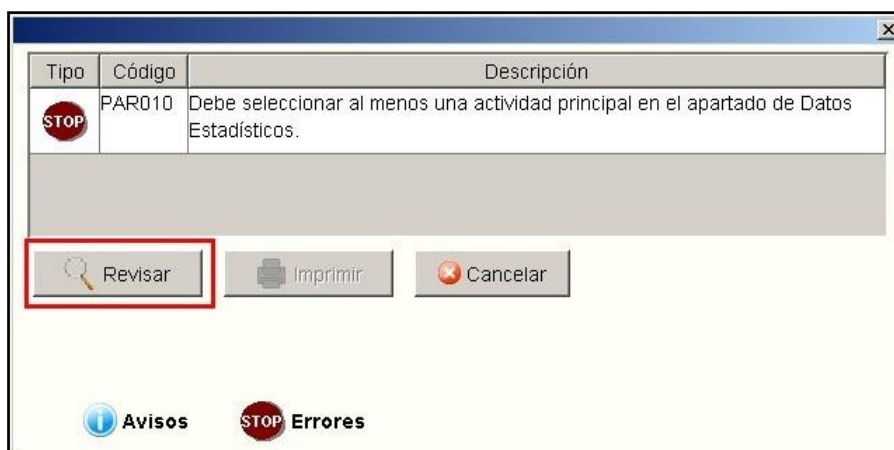 Tipo Código Descripción
STOP PAR010 Debe seleccionar al menos una actividad principal en el apartado de Datos
Estadísticos.
Revisar Imprimir Cancelar
Avisos STOP Errores